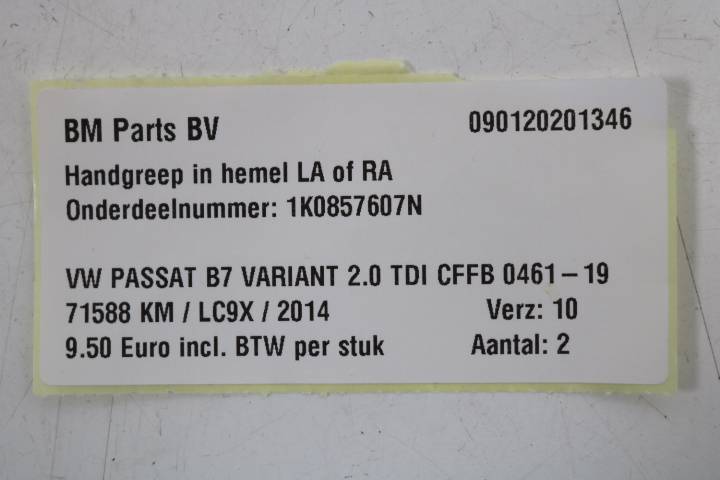 BM Parts BV 090120201346
Handgreep in hemel LA of RA
Onderdeelnummer: 1K0857607N
VW PASSAT B7 VARIANT 2.0 TDI CFFB 0461-19
71588 KM / LC9X / 2014 Verz: 10
9.50 Euro incl. BTW per stuk Aantal: 2